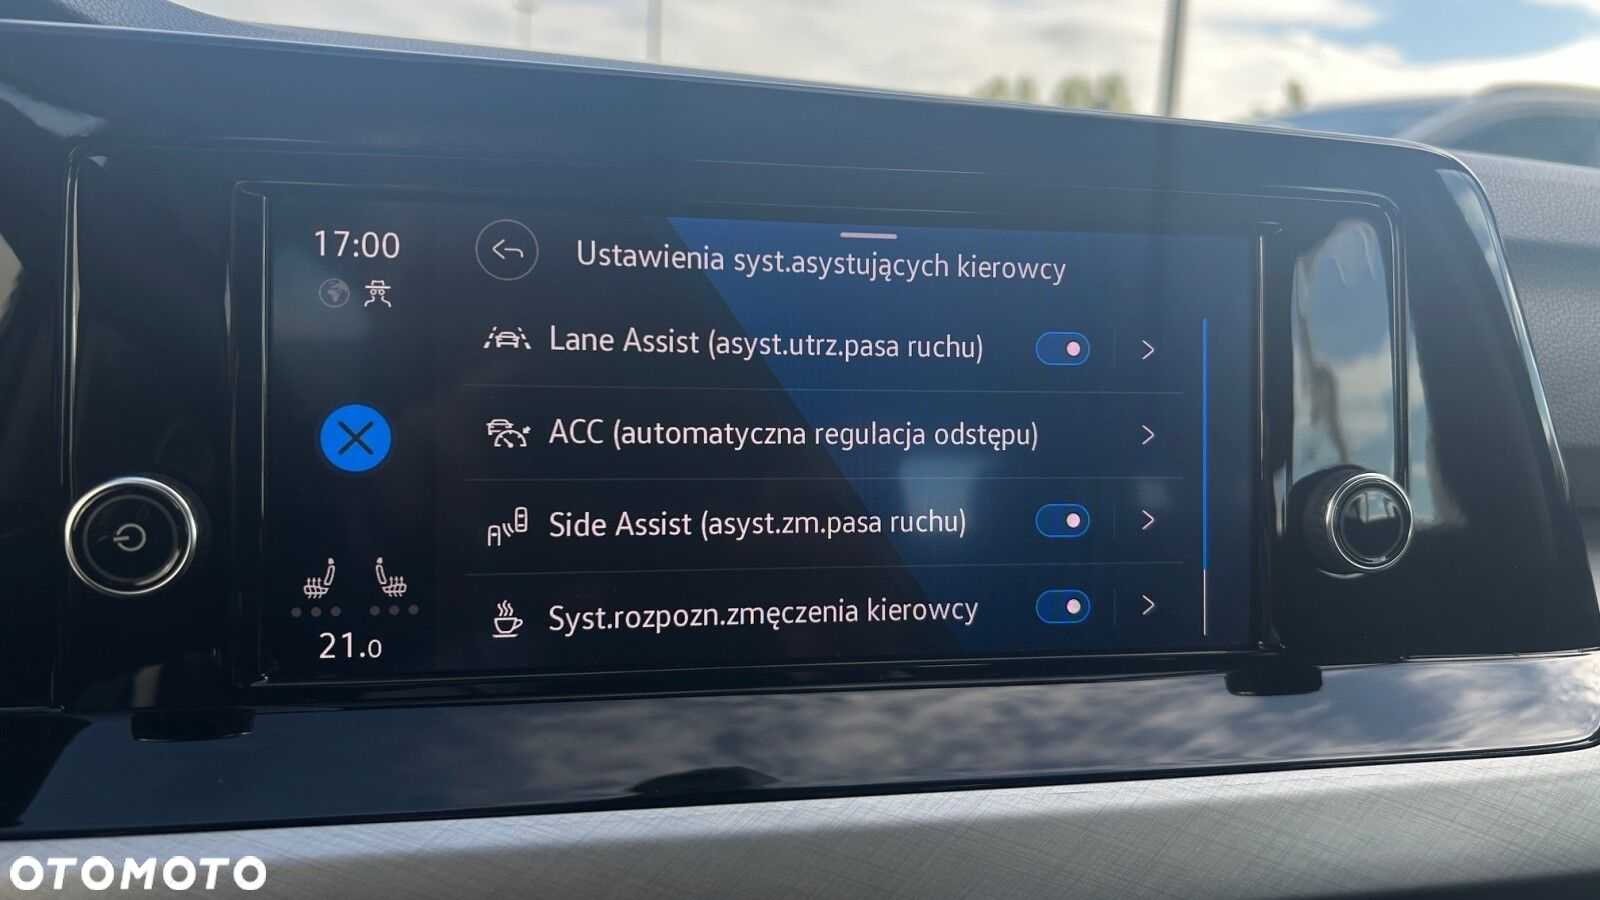 17:00
Ustawienia syst.asystujących kierowcy
Lane Assist (asyst.utrz.pasa ruchu)
ACC (automatyczna regulacja odstępu)
Side Assist (asyst.zm.pasa ruchu)
Syst.rozpozn.zmęczenia kierowcy
21.0
OTOMOTO